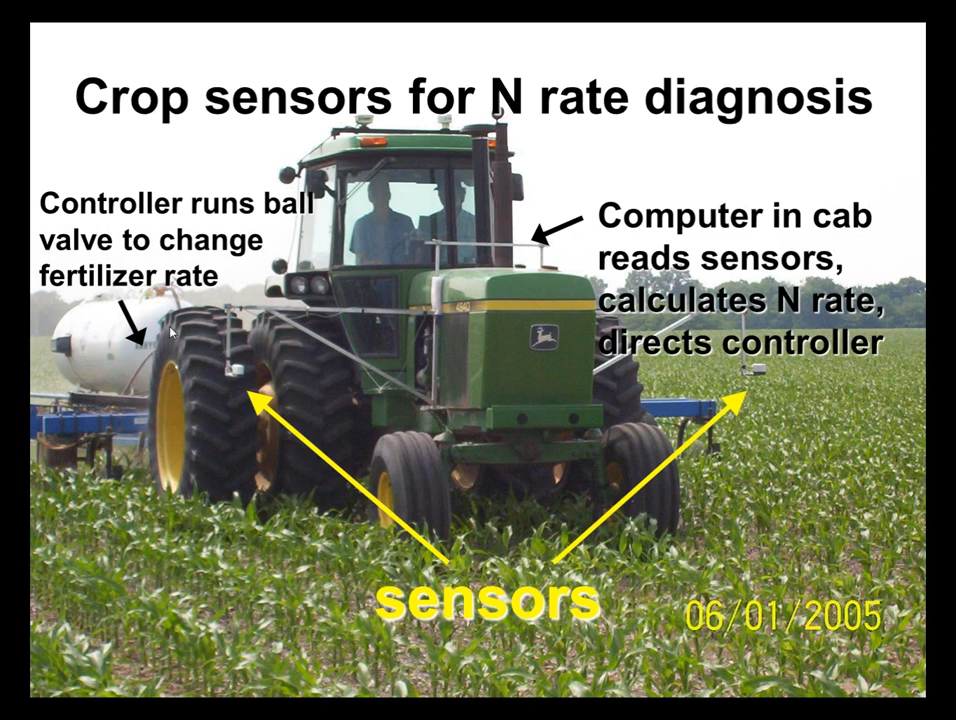 Crop sensors for N rate diagnosis
Controller runs ball
valve to change
fertilizer rate
Computer in cab
reads sensors,
calculates N rate,
directs controller
4640
sensors
06/01/2005